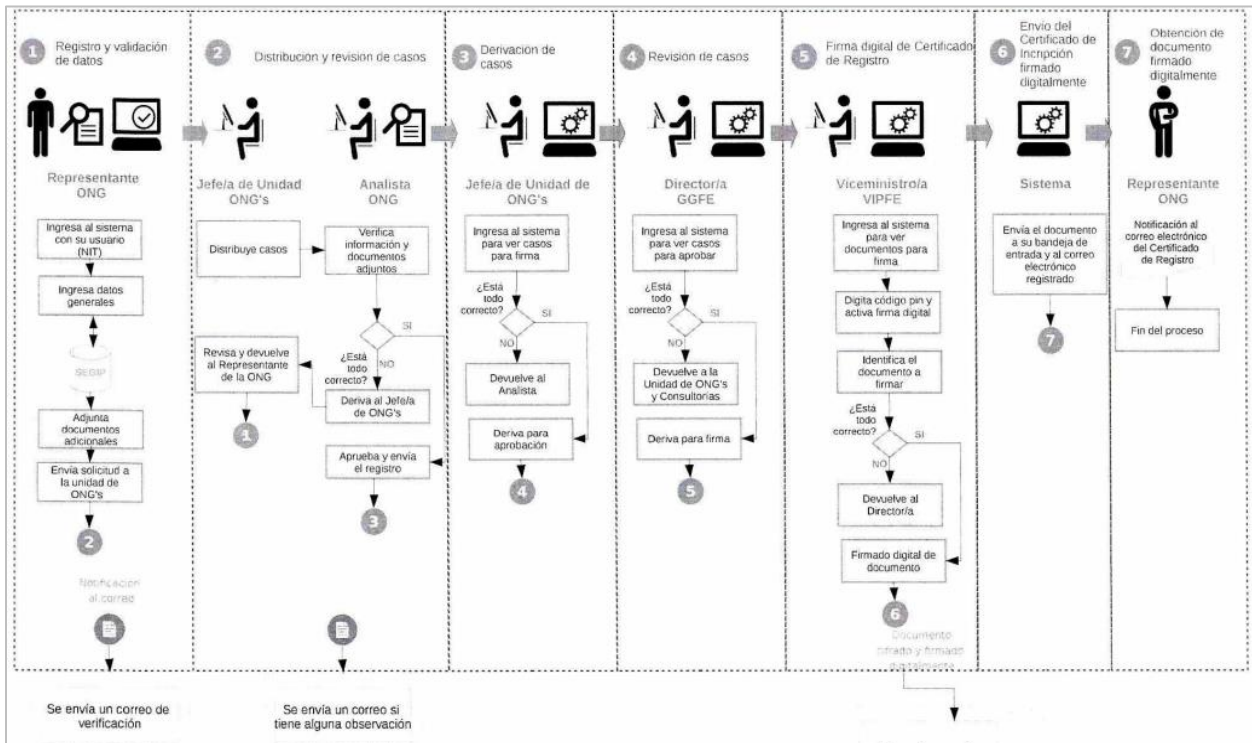 1 Registro y validación
de datos
Representante
ONG
Ingresa al sistema
con su usuario
(NIT)
Ingresa datos
generales
SEGIP
Adjunta
documentos
adicionales
Envía solicitud a
la unidad de
ONG's
2
Notificación
al correo
Se envía un correo de
verificación
2 Distribución y revisión de casos
Jefe/a de Unidad
ONG's
Distribuye casos
Revisa y devuelve
al Representante
de la ONG
1
Analista
ONG
Verifica
información y
documentos
adjuntos
SI
NO
¿Está
todo
correcto?
Deriva al Jefe/a
de ONG's
Aprueba y envía
el registro
3
Se envía un correo si
tiene alguna observación
3 Derivación de
casos
Jefe/a de Unidad de
ONG's
Ingresa al sistema
para ver casos
para firma
¿Está
todo
correcto?
SI
NO
Devuelve al
Analista
Deriva para
aprobación
4
4 Revisión de casos
Director/a
GGFE
Ingresa al sistema
para ver casos
para aprobar
¿Está
todo
correcto?
SI
NO
Devuelve a la
Unidad de ONG's
y Consultorias
Deriva para firma
5
5 Firma digital de Certificado
de Registro
Viceministro/a
VIPFE
Ingresa al sistema
para ver
documentos para
firma
Digita código pin y
activa firma digital
Identifica el
documento a
firmar
¿Está
todo
correcto?
SI
NO
Devuelve al
Director/a
Firmado digital de
documento
6
Documento
cifrado y firmado
digitalmente
6 Envío del
Certificado de
Incripción
firmado
digitalmente
Sistema
Envía el documento
a su bandeja de
entrada y al correo
electrónico
registrado
7
7 Obtención de
documento
firmado
digitalmente
Representante
ONG
Notificación al
correo electrónico
del Certificado
de Registro
Fin del proceso